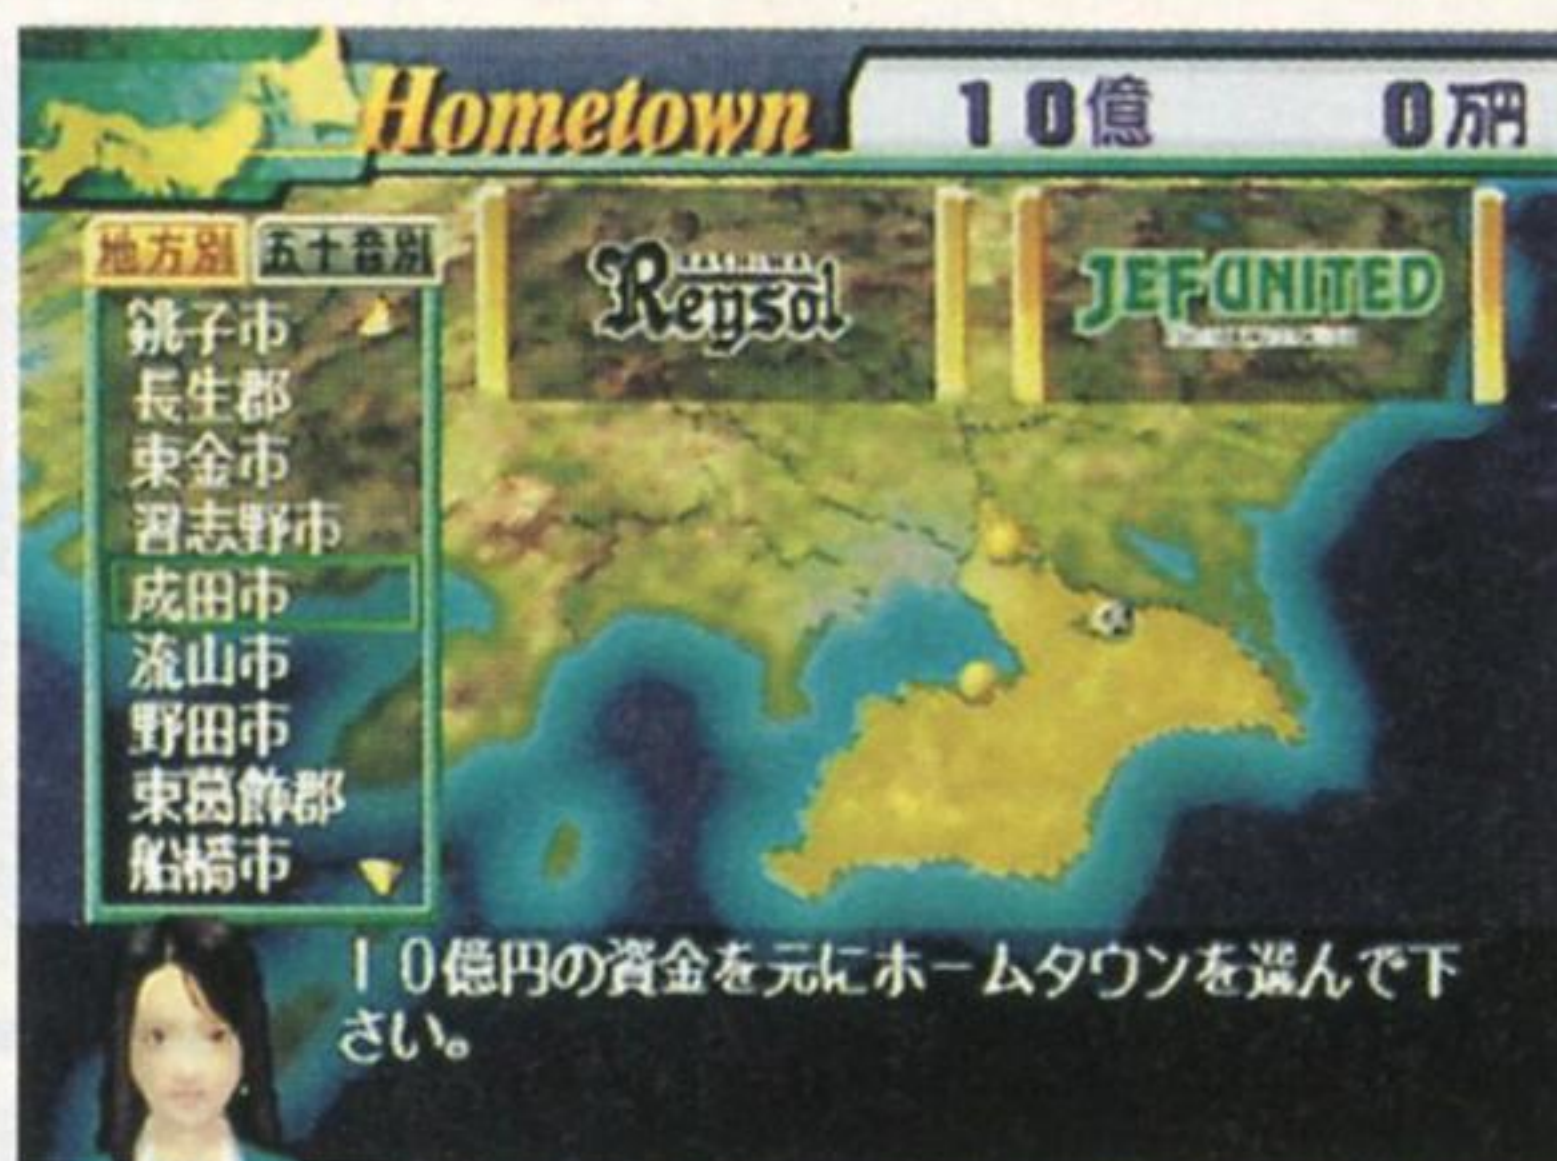 Hometown
10億 0万円
地方別 五十音別
KASHIWA
Reysol
JEF UNITED
銚子市
長生郡
東金市
習志野市
成田市
流山市
野田市
東葛飾郡
船橋市
10億円の資金を元にホームタウンを選んで下
さい。